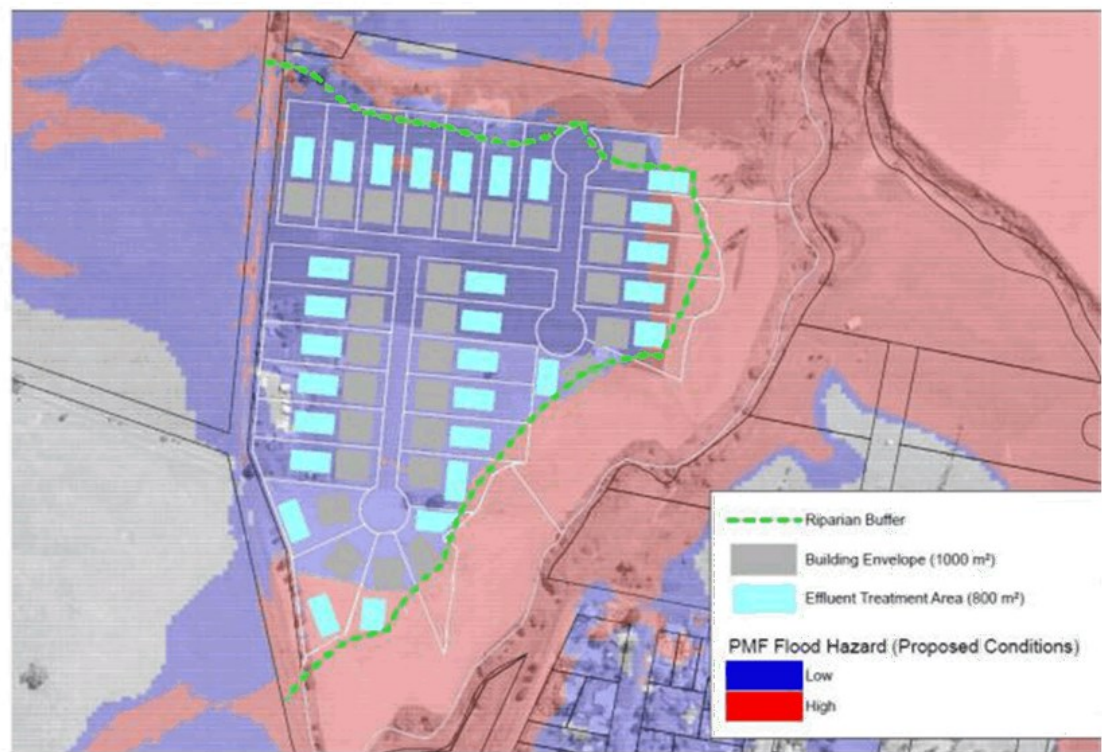 Riparian Buffer
Building Envelope (1000 m²)
Effluent Treatment Area (800 m²)
PMF Flood Hazard (Proposed Conditions)
Low
High